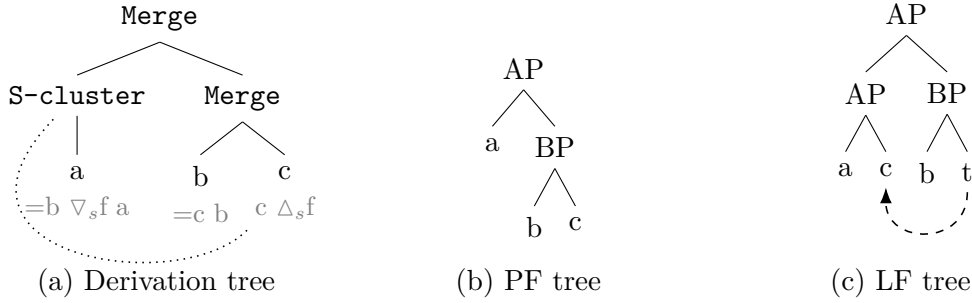 Merge
S-cluster Merge
a b c
=b ▽ₛf a =c b c △ₛf
(a) Derivation tree
AP
a BP
b c
(b) PF tree
AP
AP BP
a c b t
(c) LF tree